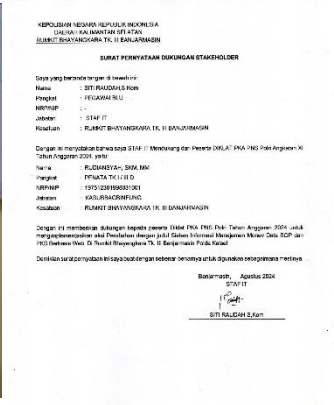 KEPOLISIAN NEGARA REPUBLIK INDONESIA
DAERAH KALIMANTAN SELATAN
RUMKIT BHAYANGKARA TK. III BANJARMASIN
SURAT PERNYATAAN DUKUNGAN STAKEHOLDER
Saya yang bertanda tangan di bawah ini:
Nama : SITI RAUDAH,S Kom
Pangkat : PEGAWAI BLU
NRP/NIP : -
Jabatan : STAF IT
Kesatuan : RUMKIT BHAYANGKARA TK. III BANJARMASIN
Dengan ini menyatakan bahwa saya STAF IT Mendukung dari Peserta DIKLAT PKA PNS Polri Angkatan XI
Tahun Anggaran 2024, yaitu:
Nama : RUDIANSYAH, SKM, MM
Pangkat : PENATA TK I / III D
NRP/NIP :
Jabatan : KASUBBAGBINFUNG
Kesatuan : RUMKIT BHAYANGKARA TK. III BANJARMASIN
Dengan ini memberikan dukungan kepada peserta Diklat PKA PNS Polri Tahun Anggaran 2024 untuk
mengimplementasikan aksi Perubahan dengan judul Sistem Informasi Manajemen Monev Data SOP dan
PKS Berbasis Web Di Rumkit Bhayangkara Tk. III Banjarmasin Polda Kalsel
Demikian surat pernyataan ini saya buat dengan sebenar benarnya untuk digunakan sebagaimana mestinya.
Banjarmasin, Agustus 2024
STAF IT
SITI RAUDAH S,Kom